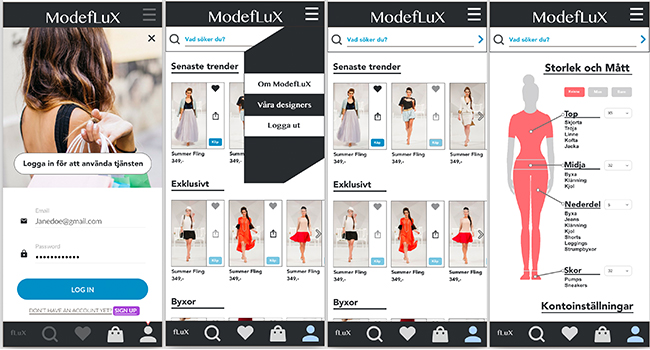 ModefLuX
Logga in för att använda tjänsten
Email
Janedoe@gmail.com
Password
LOG IN
DON'T HAVE AN ACCOUNT YET? SIGN UP
fLuX
ModefLuX
Vad söker du?
Senaste trender
Om ModefLuX
Våra designers
Logga ut
Köp
Summer Fling
349,-
Exklusivt
Köp
Summer Fling Summer Fling Summer
349,- 349,- 349,-
Byxor
fLuX
ModefLuX
Vad söker du?
Senaste trender
Köp Köp
Summer Fling Summer Fling Summer
349,- 349,- 349,-
Exklusivt
Köp Köp
Summer Fling Summer Fling Summer
349,- 349,- 349,-
Byxor
fLuX
ModefLuX
Vad söker du?
Storlek och Mått
Top
Skjorta
Tröja
Linne
Kofta
Jacka
Midja
Byxa
Klänning
Kjol
Nederdel
Byxa
Jeans
Klänning
Kjol
Shorts
Leggings
Strumpbyxor
Skor
Pumps
Sneakers
Kontoinställningar
fLuX